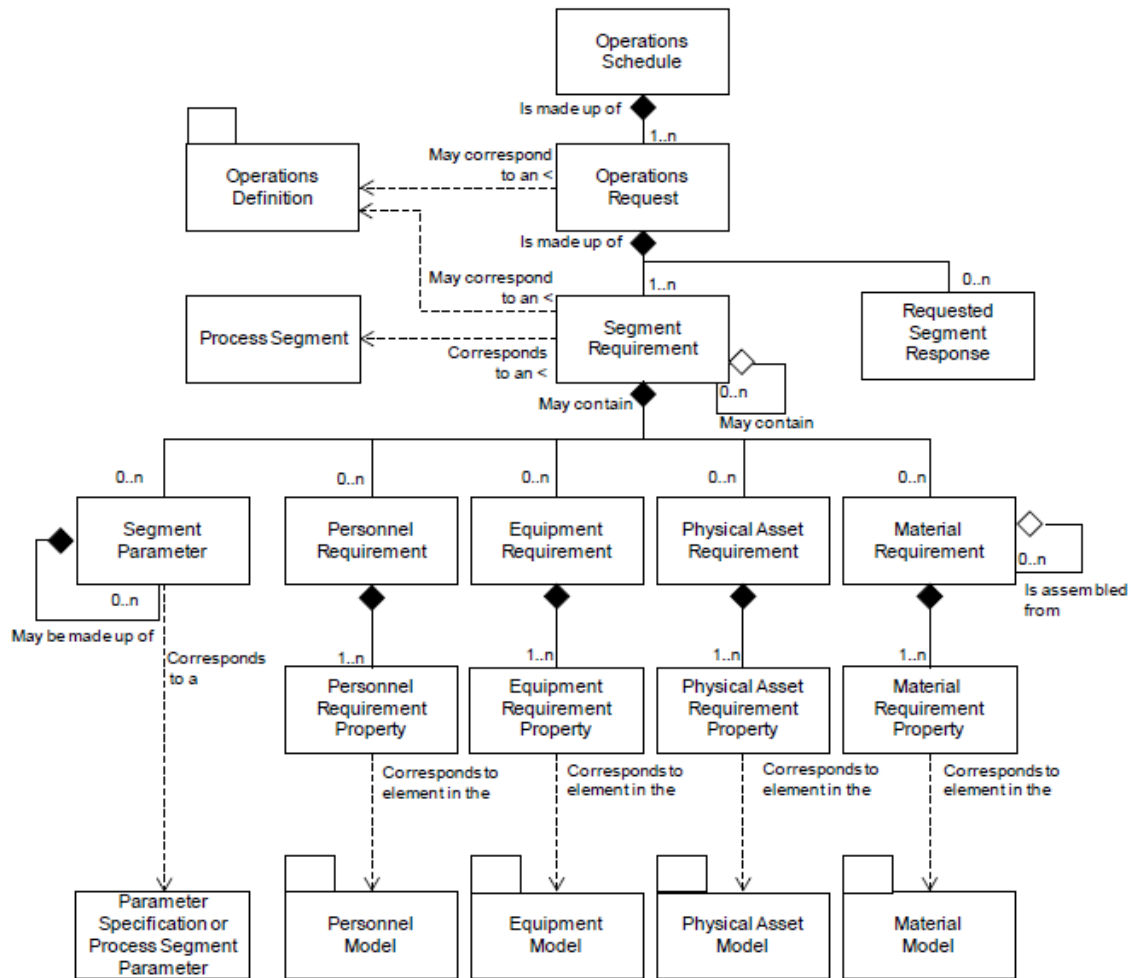 Operations
Schedule
Is made up of
1..n
Operations
Definition
May correspond
to an <
Operations
Request
Is made up of
May correspond
to an <
1..n
0..n
Process Segment
Corresponds
to an <
Segment
Requirement
Requested
Segment
Response
0..n
May contain
May contain
0..n
0..n
0..n
0..n
0..n
Segment
Parameter
Personnel
Requirement
Equipment
Requirement
Physical Asset
Requirement
Material
Requirement
0..n
Is assembled
from
0..n
May be made up of
Corresponds
to a
1..n
1..n
1..n
1..n
Personnel
Requirement
Property
Equipment
Requirement
Property
Physical Asset
Requirement
Property
Material
Requirement
Property
Corresponds to
element in the
Corresponds to
element in the
Corresponds to
element in the
Corresponds to
element in the
Parameter
Specification or
Process Segment
Parameter
Personnel
Model
Equipment
Model
Physical Asset
Model
Material
Model